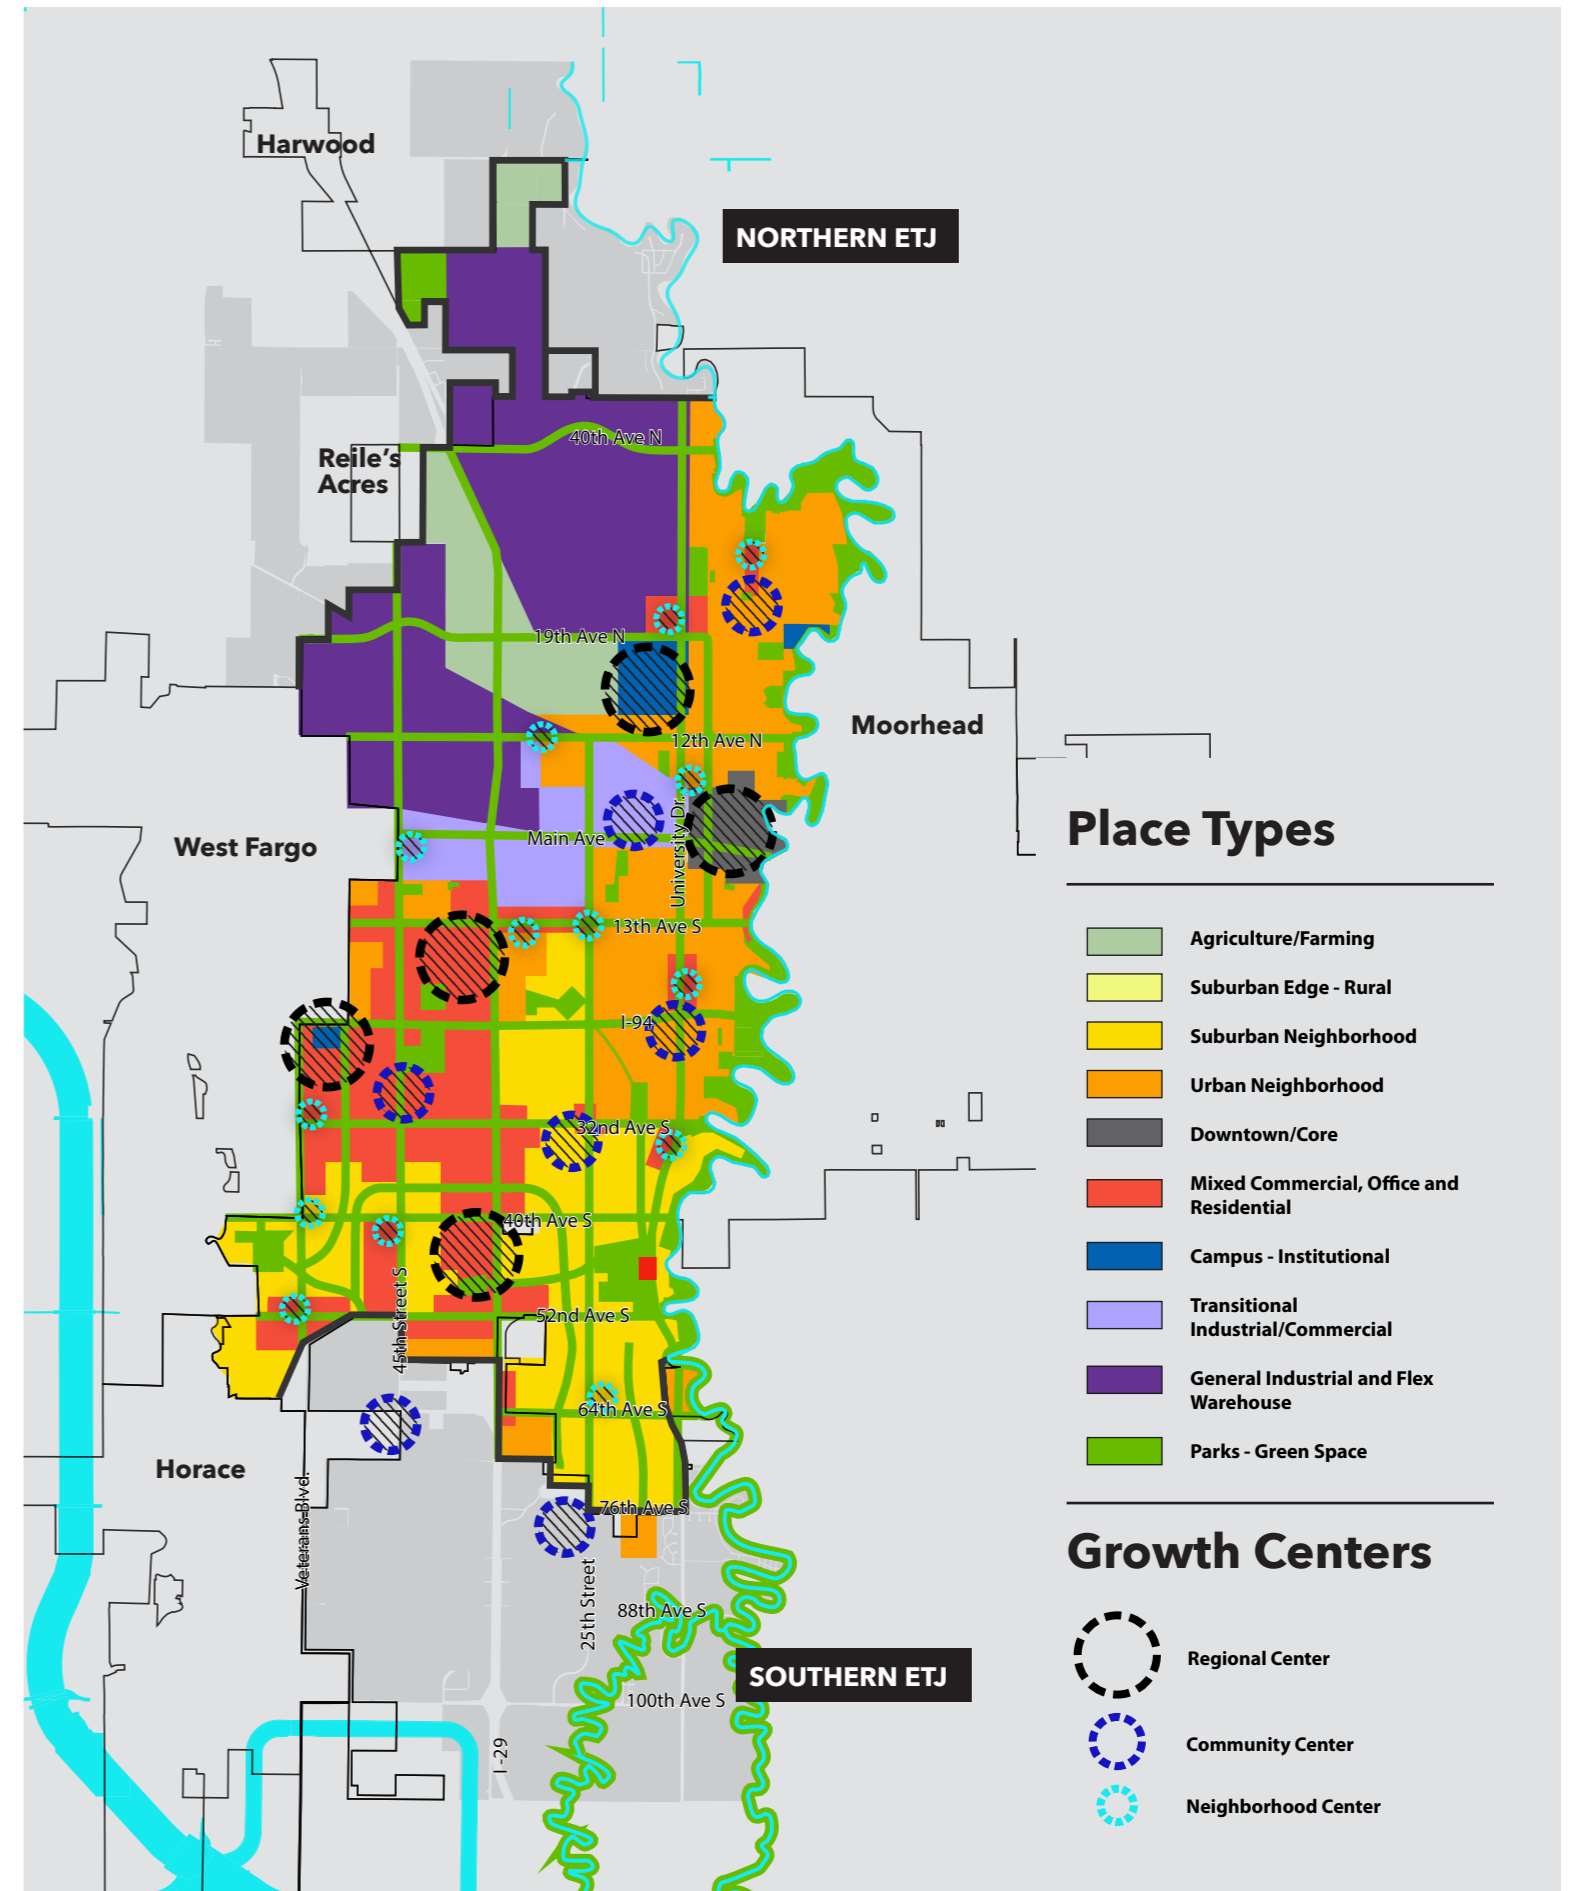 Harwood
NORTHERN ETJ
40th Ave N
Reile's
Acres
19th Ave N
Moorhead
12th Ave N
West Fargo
Main Ave
University Dr.
13th Ave S
I-94
32nd Ave S
40th Ave S
45th Street S
52nd Ave S
64th Ave S
Horace
Veterans Blvd.
76th Ave S
25th Street
88th Ave S
SOUTHERN ETJ
100th Ave S
I -29
Place Types
Agriculture/Farming
Suburban Edge - Rural
Suburban Neighborhood
Urban Neighborhood
Downtown/Core
Mixed Commercial, Office and
Residential
Campus - Institutional
Transitional
Industrial/Commercial
General Industrial and Flex
Warehouse
Parks - Green Space
Growth Centers
Regional Center
Community Center
Neighborhood Center